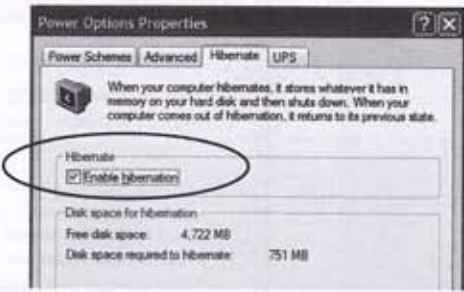 Power Options Properties
Power Schemes Advanced Hibernate UPS
When your computer hibernates, it stores whatever it has in
memory on your hard disk and then shuts down. When your
computer comes out of hibernation, it returns to its previous state.
Hibernate
Enable hibernation
Disk space for hibernation
Free disk space: 4,722 MB
Disk space required to hibernate: 751 MB